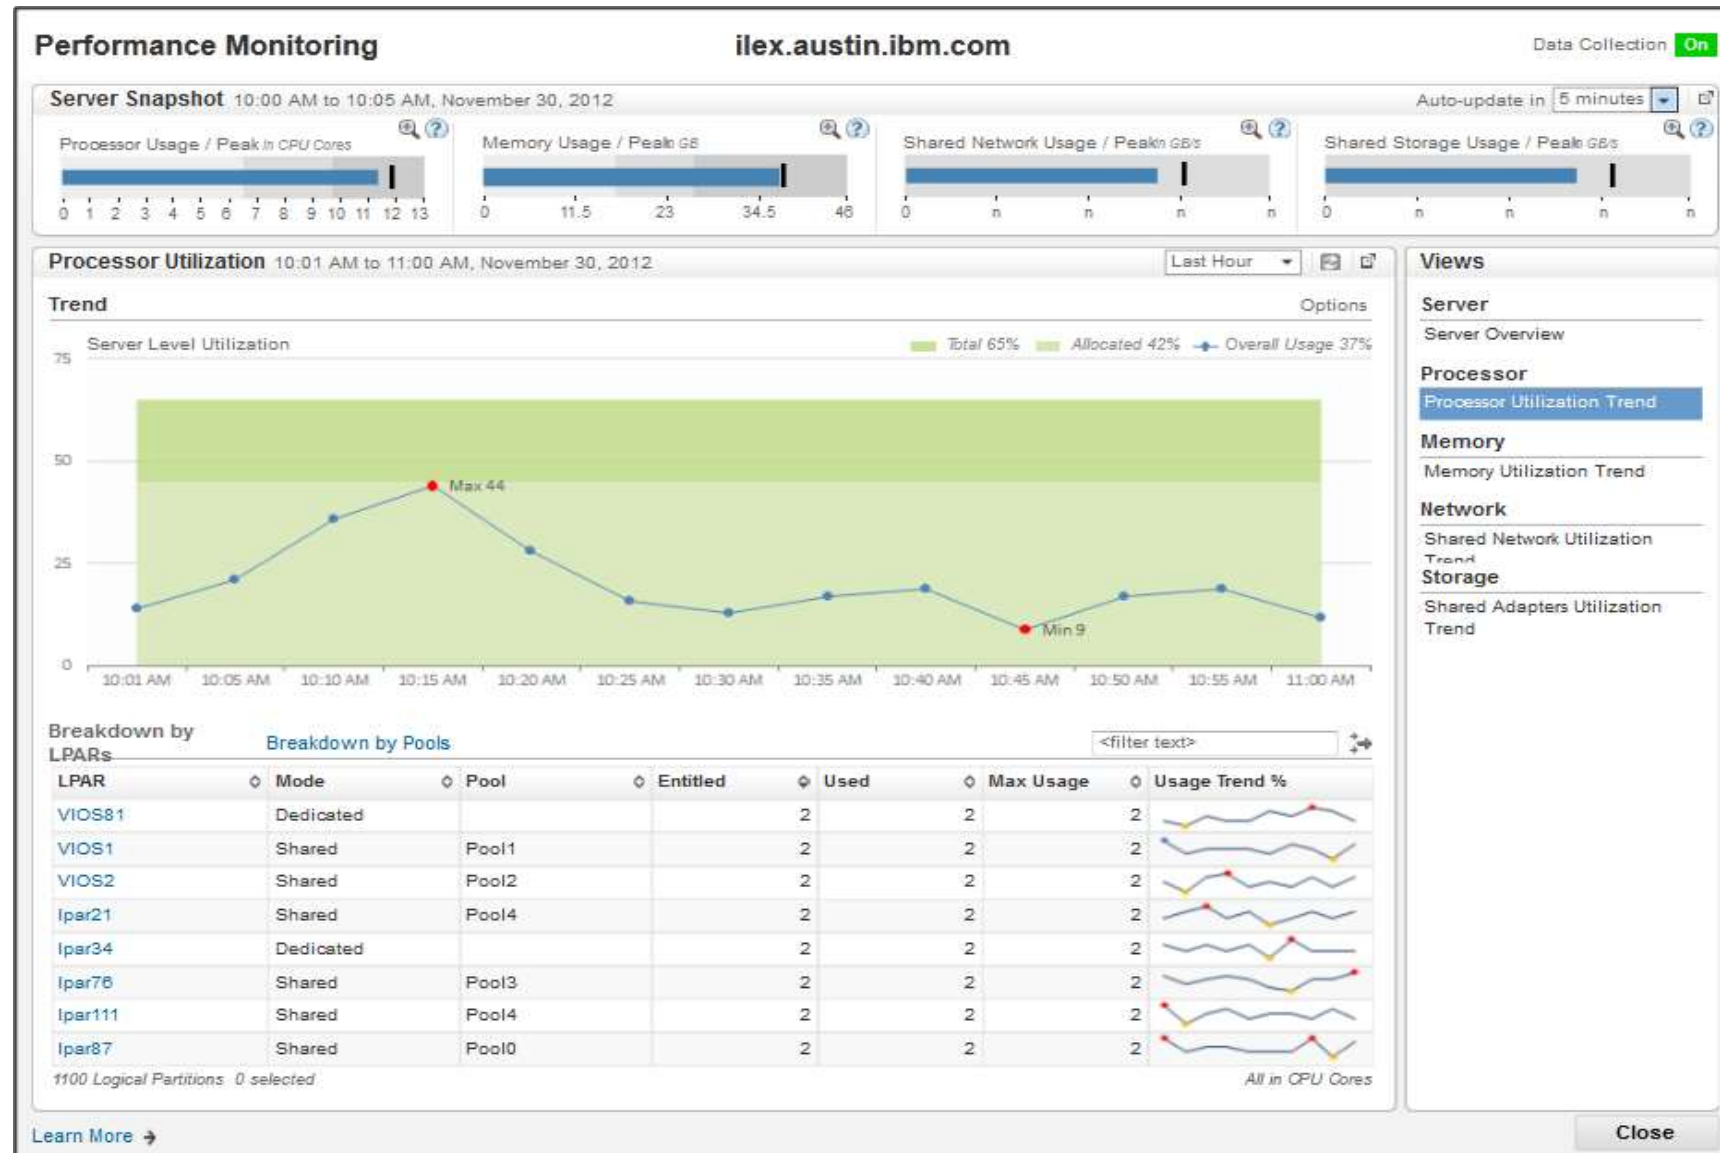 Performance Monitoring
ilex.austin.ibm.com
Data Collection On
Server Snapshot 10:00 AM to 10:05 AM, November 30, 2012
Auto-update in 5 minutes
Processor Usage / Peak in CPU Cores
0 1 2 3 4 5 6 7 8 9 10 11 12 13
Memory Usage / Peak GB
0 11.5 23 34.5 46
Shared Network Usage / Peak GB/s
0 n n n n
Shared Storage Usage / Peak GB/s
0 n n n n
Processor Utilization 10:01 AM to 11:00 AM, November 30, 2012
Last Hour
Trend
Options
Server Level Utilization
Total 65% Allocated 42% Overall Usage 37%
75
50
25
0
Max 44
Min 9
10:01 AM 10:05 AM 10:10 AM 10:15 AM 10:20 AM 10:25 AM 10:30 AM 10:35 AM 10:40 AM 10:45 AM 10:50 AM 10:55 AM 11:00 AM
Breakdown by
LPARs
Breakdown by Pools
<filter text>
LPAR Mode Pool Entitled Used Max Usage Usage Trend %
VIOS81 Dedicated 2 2 2
VIOS1 Shared Pool1 2 2 2
VIOS2 Shared Pool2 2 2 2
lpar21 Shared Pool4 2 2 2
lpar34 Dedicated 2 2 2
lpar76 Shared Pool3 2 2 2
lpar111 Shared Pool4 2 2 2
lpar87 Shared Pool0 2 2 2
1100 Logical Partitions 0 selected
All in CPU Cores
Views
Server
Server Overview
Processor
Processor Utilization Trend
Memory
Memory Utilization Trend
Network
Shared Network Utilization
Trend
Storage
Shared Adapters Utilization
Trend
Learn More
Close